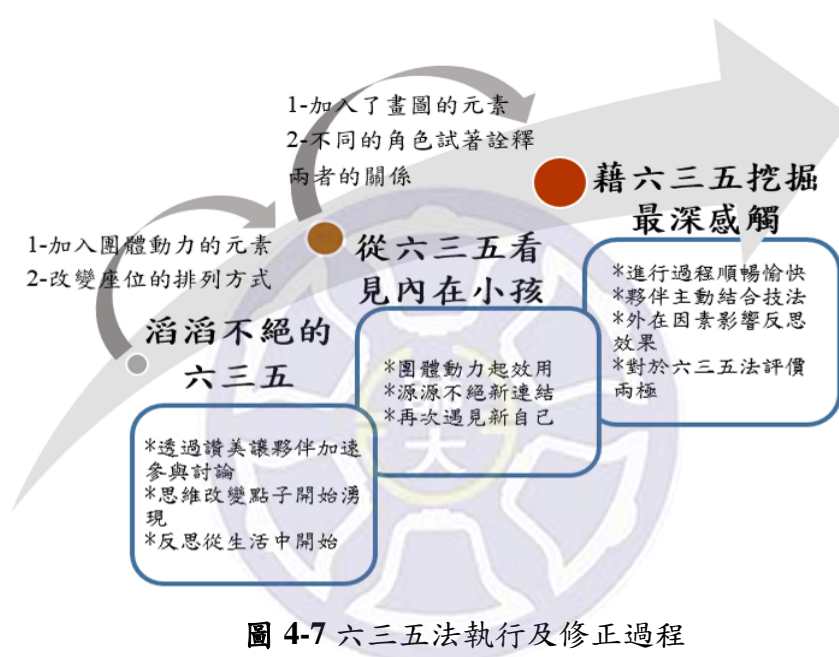 1-加入了畫圖的元素
2-不同的角色試著詮釋
兩者的關係
藉六三五挖掘
最深感觸
*進行過程順暢愉快
*夥伴主動結合技法
*外在因素影響反思
效果
*對於六三五法評價
兩極
1-加入團體動力的元素
2-改變座位的排列方式
從六三五看
見內在小孩
*團體動力起效用
*源源不絕新連結
*再次遇見新自己
滔滔不絕的
六三五
*透過讚美讓夥伴加速
參與討論
*思維改變點子開始湧
現
*反思從生活中開始
大
圖 4-7 六三五法執行及修正過程